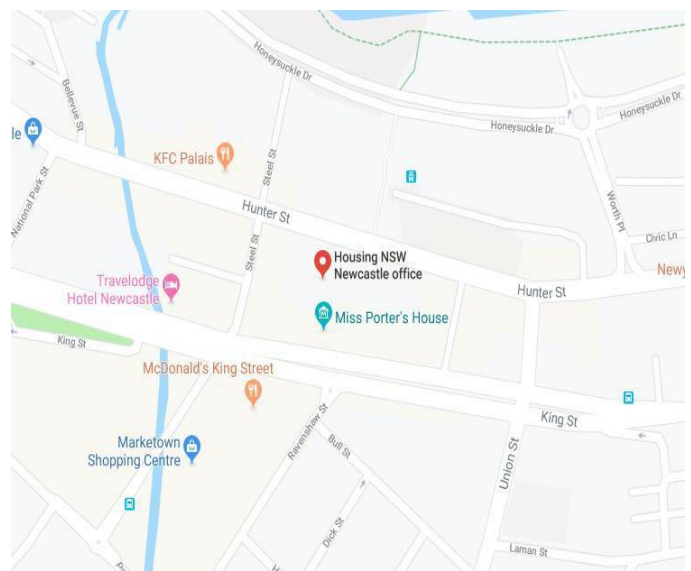 Honeysuckle Dr
Honeysuckle Dr
Honeysuckle Dr
Bellevue St
le
KFC Palais
Steel St
National Park St
Hunter St
Worth Pl
Civic Ln
Steel St
Housing NSW
Newcastle office
Newy
Travelodge
Hotel Newcastle
Hunter St
Miss Porter's House
King St
McDonald's King Street
King St
Ravenshaw St
Bull St
Marketown
Shopping Centre
Union St
Dick St
Laman St